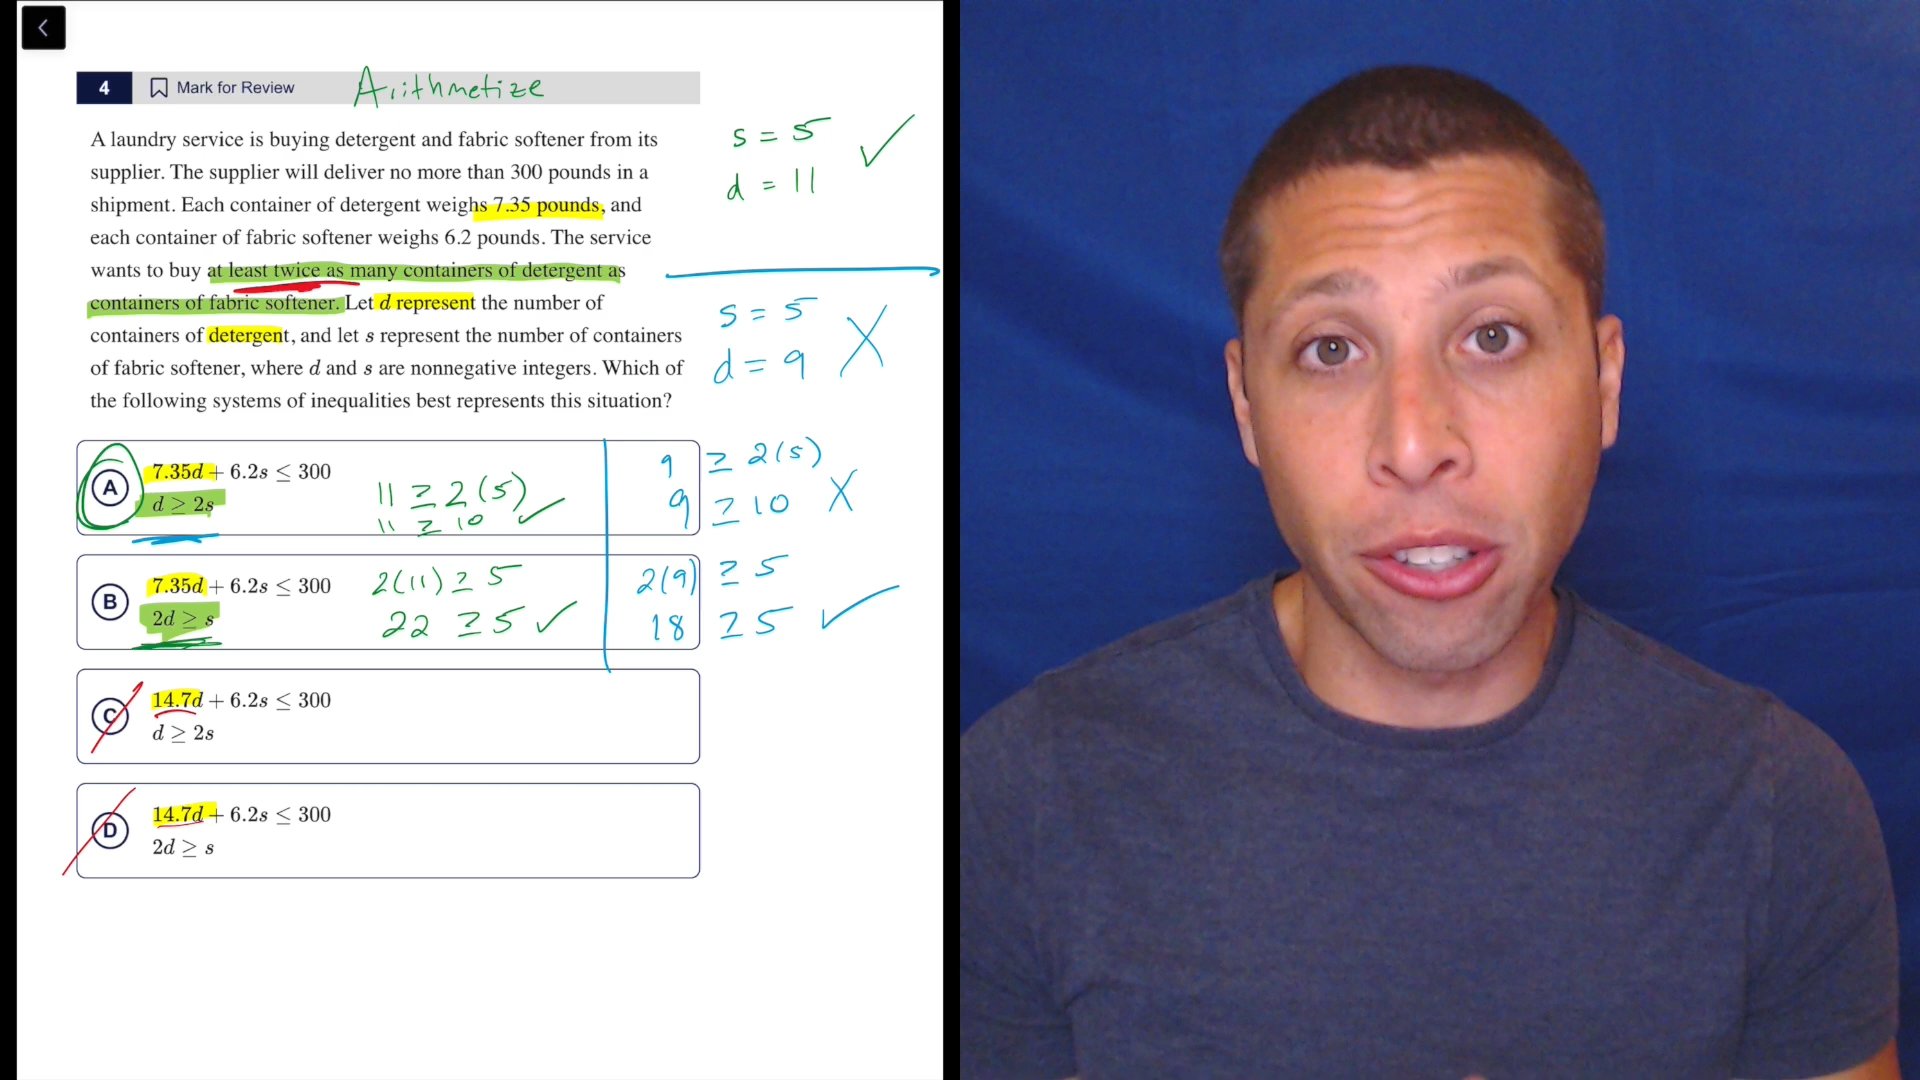 4 Mark for Review Arithmetize
A laundry service is buying detergent and fabric softener from its
supplier. The supplier will deliver no more than 300 pounds in a
shipment. Each container of detergent weighs 7.35 pounds, and
each container of fabric softener weighs 6.2 pounds. The service
wants to buy at least twice as many containers of detergent as
containers of fabric softener. Let d represent the number of
containers of detergent, and let s represent the number of containers
of fabric softener, where d and s are nonnegative integers. Which of
the following systems of inequalities best represents this situation?
s = 5
d = 11
s = 5
d = 9
A
7.35d + 6.2s ≤ 300
d ≥ 2s
11 ≥ 2(5)
11 ≥ 10
9 ≥ 2(5)
9 ≥ 10
B
7.35d + 6.2s ≤ 300
2d ≥ s
2(11) ≥ 5
22 ≥ 5
2(9) ≥ 5
18 ≥ 5
C
14.7d + 6.2s ≤ 300
d ≥ 2s
D
14.7d + 6.2s ≤ 300
2d ≥ s